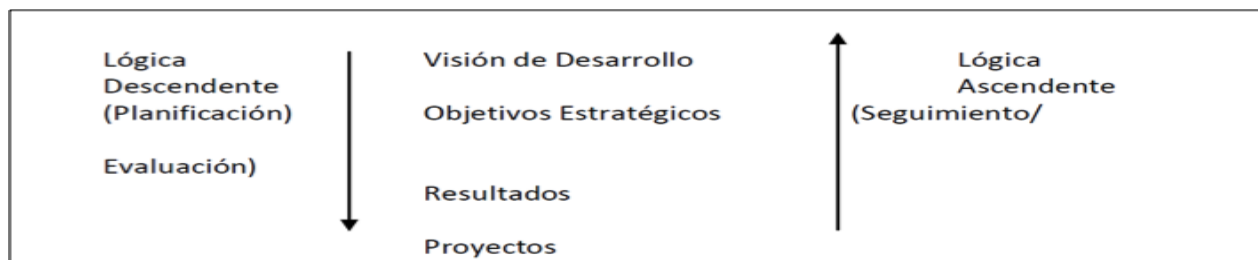 Lógica Visión de Desarrollo Lógica
Descendente Ascendente
(Planificación) Objetivos Estratégicos (Seguimiento/
Evaluación)
Resultados
Proyectos